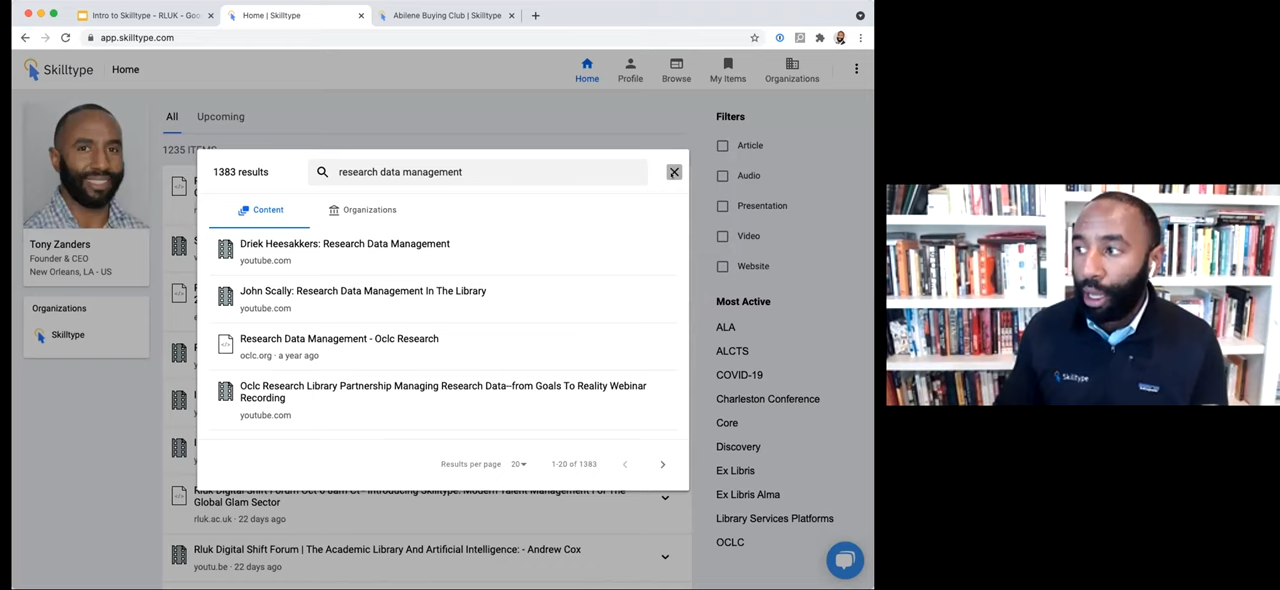 Intro to Skilltype – RLUK - Goo
Home | Skilltype
Abilene Buying Club | Skilltype
app.skilltype.com
Skilltype
Home
Home
Profile
Browse
My Items
Organizations
All
Upcoming
1235 ITEMS
Tony Zanders
Founder & CEO
New Orleans, LA - US
Organizations
Skilltype
1383 results
research data management
Content
Organizations
Driek Heesakkers: Research Data Management
youtube.com
John Scally: Research Data Management In The Library
youtube.com
Research Data Management - Oclc Research
oclc.org · a year ago
Oclc Research Library Partnership Managing Research Data--from Goals To Reality Webinar
Recording
youtube.com
Results per page
20
1-20 of 1383
Rluk Digital Shift Forum Oct 6 8am Ct-- Introducing Skilltype: Modern Talent Management For The
Global Glam Sector
rluk.ac.uk · 22 days ago
Rluk Digital Shift Forum | The Academic Library And Artificial Intelligence: - Andrew Cox
youtu.be · 22 days ago
Filters
Article
Audio
Presentation
Video
Website
Most Active
ALA
ALCTS
COVID-19
Charleston Conference
Core
Discovery
Ex Libris
Ex Libris Alma
Library Services Platforms
OCLC
Skilltype